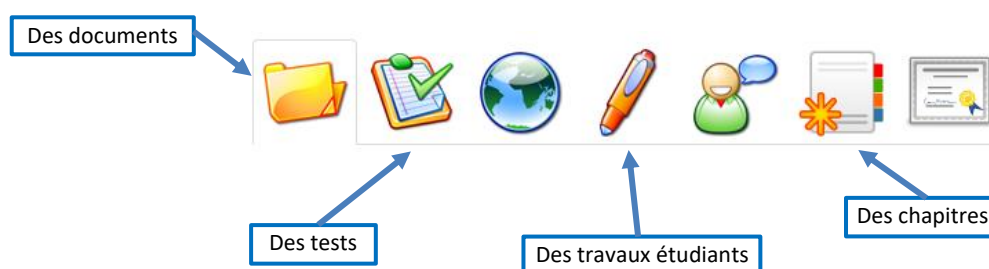 Des documents
Des tests
Des travaux étudiants
Des chapitres